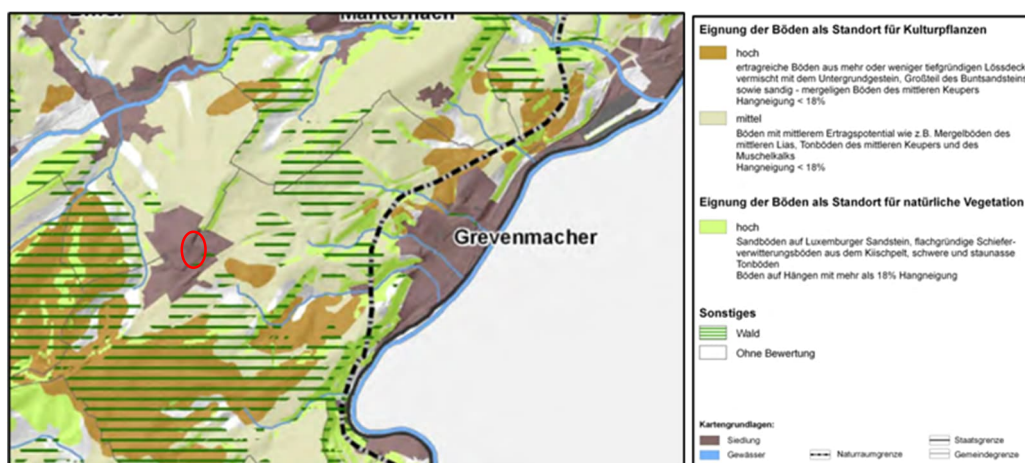 Manternach
Grevenmacher
Eignung der Böden als Standort für Kulturpflanzen
hoch
ertragreiche Böden aus mehr oder weniger tiefgründigen Lössdeck
vermischt mit dem Untergrundgestein, Großteil des Buntsandsteins
sowie sandig - mergeligen Böden des mittleren Keupers
Hangneigung < 18%
mittel
Böden mit mittlerem Ertragspotential wie z.B. Mergelböden des
mittleren Lias, Tonböden des mittleren Keupers und des
Muschelkalks
Hangneigung < 18%
Eignung der Böden als Standort für natürliche Vegetation
hoch
Sandböden auf Luxemburger Sandstein, flachgründige Schiefer-
verwitterungsböden aus dem Kiischpelt, schwere und staunasse
Tonböden
Böden auf Hängen mit mehr als 18% Hangneigung
Sonstiges
Wald
Ohne Bewertung
Kartengrundlagen:
Siedlung
Staatsgrenze
Gewässer
Naturraumgrenze
Gemeindegrenze